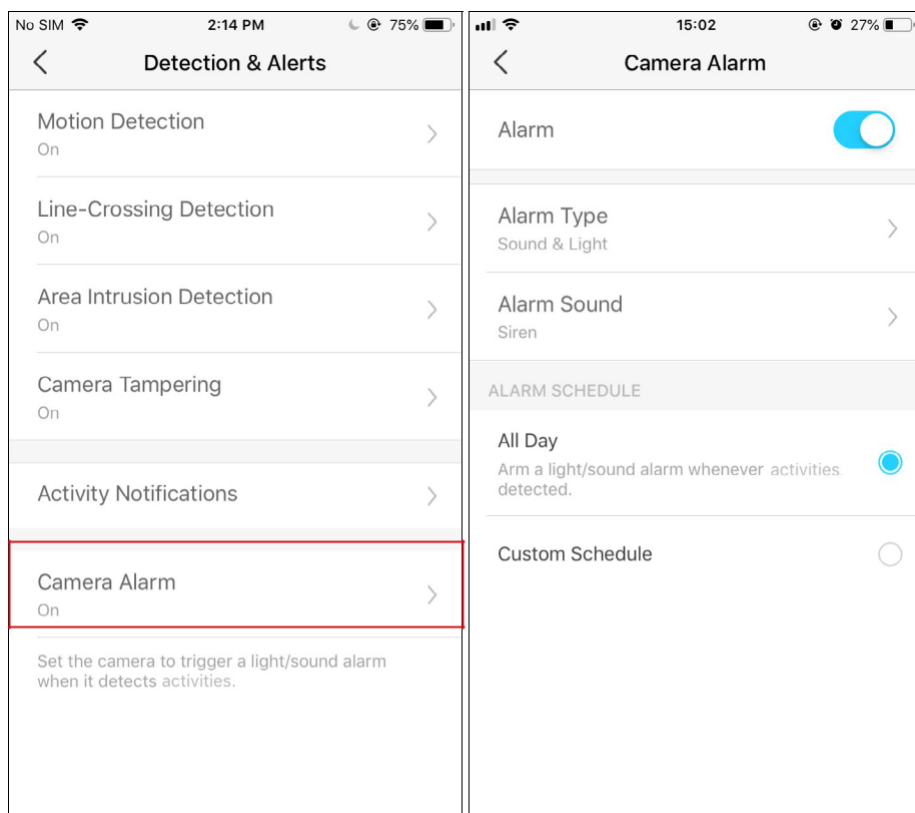 No SIM 2:14 PM 75%
Detection & Alerts
Motion Detection
On
Line-Crossing Detection
On
Area Intrusion Detection
On
Camera Tampering
On
Activity Notifications
Camera Alarm
On
Set the camera to trigger a light/sound alarm
when it detects activities.
15:02 27%
Camera Alarm
Alarm
Alarm Type
Sound & Light
Alarm Sound
Siren
ALARM SCHEDULE
All Day
Arm a light/sound alarm whenever activities
detected.
Custom Schedule